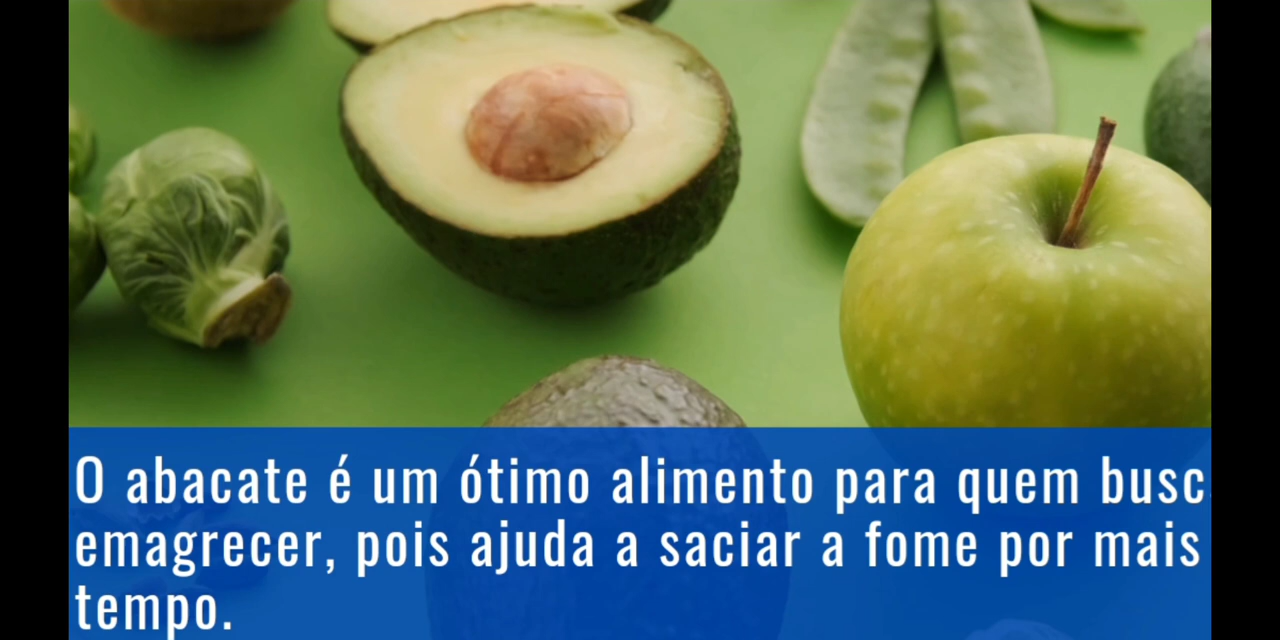 O abacate é um ótimo alimento para quem busc
emagrecer, pois ajuda a saciar a fome por mais
tempo.